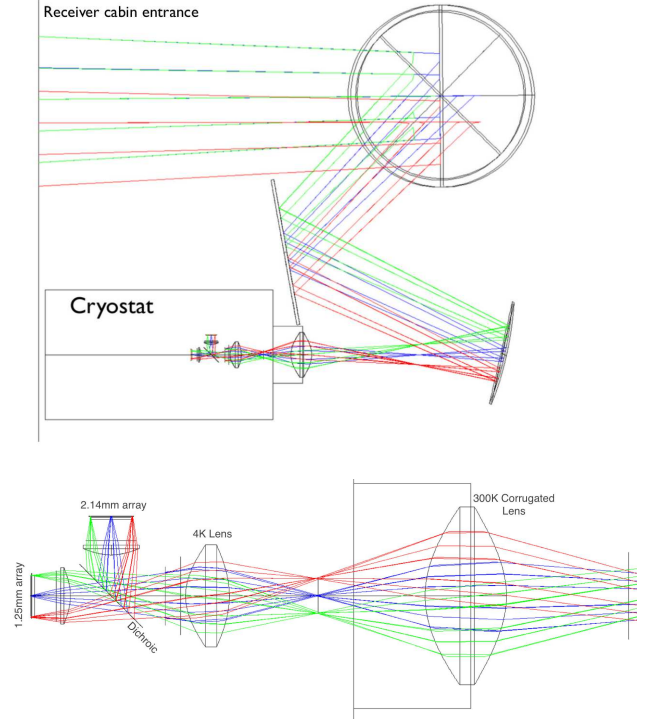 Receiver cabin entrance
Cryostat
2.14mm array
4K Lens
300K Corrugated
Lens
1.25mm array
Dichroic